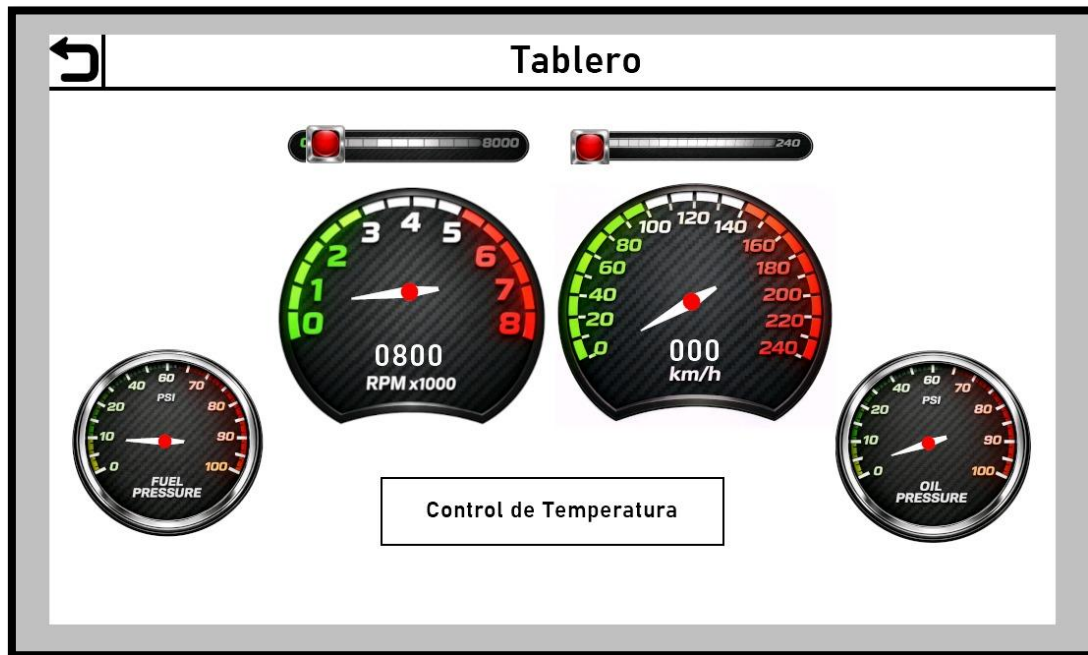 Tablero
0 8000
240
0 1 2 3 4 5 6 7 8
0800
RPM x1000
0 20 40 60 80 100 120 140 160 180 200 220 240
000
km/h
0 10 20 40 60 70 80 90 100
PSI
FUEL
PRESSURE
0 10 20 40 60 70 80 90 100
PSI
OIL
PRESSURE
Control de Temperatura